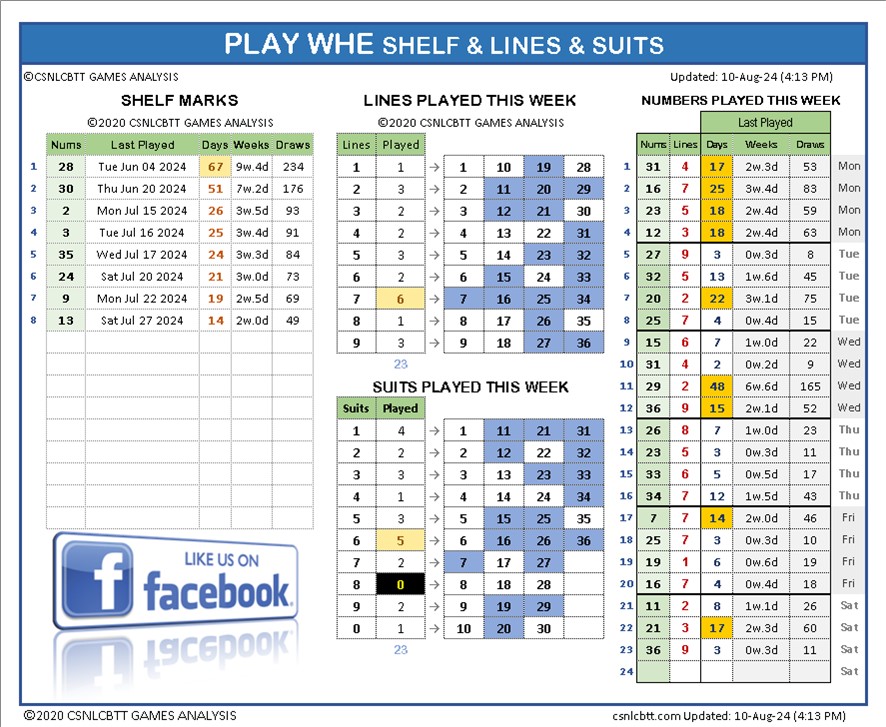 PLAY WHE SHELF & LINES & SUITS
©CSNLCBTT GAMES ANALYSIS
Updated: 10-Aug-24 (4:13 PM)
SHELF MARKS
©2020 CSNLCBTT GAMES ANALYSIS
Nums Last Played Days Weeks Draws
1 28 Tue Jun 04 2024 67 9w.4d 234
2 30 Thu Jun 20 2024 51 7w.2d 176
3 2 Mon Jul 15 2024 26 3w.5d 93
4 3 Tue Jul 16 2024 25 3w.4d 91
5 35 Wed Jul 17 2024 24 3w.3d 84
6 24 Sat Jul 20 2024 21 3w.0d 73
7 9 Mon Jul 22 2024 19 2w.5d 69
8 13 Sat Jul 27 2024 14 2w.0d 49
LIKE US ON
facebook
LINES PLAYED THIS WEEK
©2020 CSNLCBTT GAMES ANALYSIS
Lines Played
1 1 → 1 10 19 28
2 3 → 2 11 20 29
3 2 → 3 12 21 30
4 2 → 4 13 22 31
5 3 → 5 14 23 32
6 2 → 6 15 24 33
7 6 → 7 16 25 34
8 1 → 8 17 26 35
9 3 → 9 18 27 36
23
SUITS PLAYED THIS WEEK
Suits Played
1 4 → 1 11 21 31
2 2 → 2 12 22 32
3 3 → 3 13 23 33
4 1 → 4 14 24 34
5 3 → 5 15 25 35
6 5 → 6 16 26 36
7 2 → 7 17 27
8 0 → 8 18 28
9 2 → 9 19 29
0 1 → 10 20 30
23
NUMBERS PLAYED THIS WEEK
Last Played
Nums Lines Days Weeks Draws
1 31 4 17 2w.3d 53 Mon
2 16 7 25 3w.4d 83 Mon
3 23 5 18 2w.4d 59 Mon
4 12 3 18 2w.4d 63 Mon
5 27 9 3 0w.3d 8 Tue
6 32 5 13 1w.6d 45 Tue
7 20 2 22 3w.1d 75 Tue
8 25 7 4 0w.4d 15 Tue
9 15 6 7 1w.0d 22 Wed
10 31 4 2 0w.2d 9 Wed
11 29 2 48 6w.6d 165 Wed
12 36 9 15 2w.1d 52 Wed
13 26 8 7 1w.0d 23 Thu
14 23 5 3 0w.3d 11 Thu
15 33 6 5 0w.5d 17 Thu
16 34 7 12 1w.5d 43 Thu
17 7 7 14 2w.0d 46 Fri
18 25 7 3 0w.3d 10 Fri
19 19 1 6 0w.6d 19 Fri
20 16 7 4 0w.4d 18 Fri
21 11 2 8 1w.1d 26 Sat
22 21 3 17 2w.3d 60 Sat
23 36 9 3 0w.3d 11 Sat
24 Sat
©2020 CSNLCBTT GAMES ANALYSIS
csnlcbtt.com Updated: 10-Aug-24 (4:13 PM)